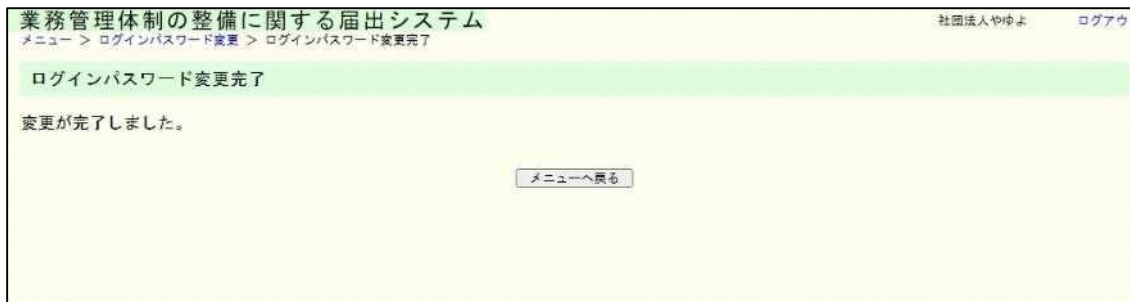 業務管理体制の整備に関する届出システム
社団法人やゆよ ログアウ
メニュー > ログインパスワード変更 > ログインパスワード変更完了
ログインパスワード変更完了
変更が完了しました。
メニューへ戻る